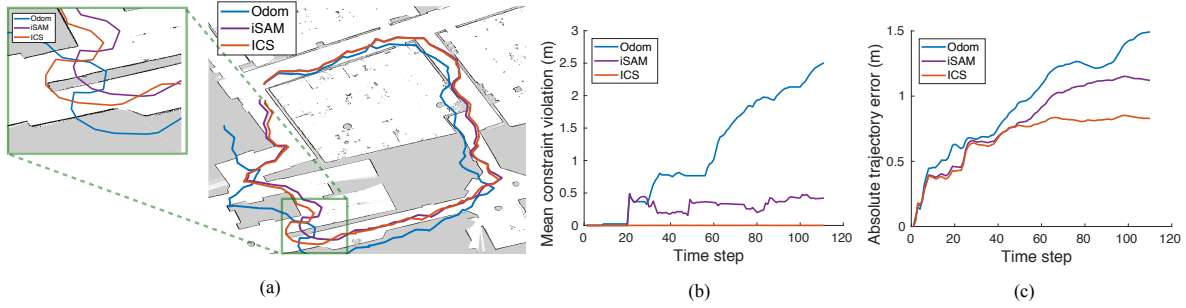 Odom
iSAM
ICS
Odom
iSAM
ICS
(a)
Mean constraint violation (m)
3
2.5
2
1.5
1
0.5
0
0 20 40 60 80 100 120
Time step
Odom
iSAM
ICS
(b)
Absolute trajectory error (m)
1.5
1
0.5
0
0 20 40 60 80 100 120
Time step
Odom
iSAM
ICS
(c)